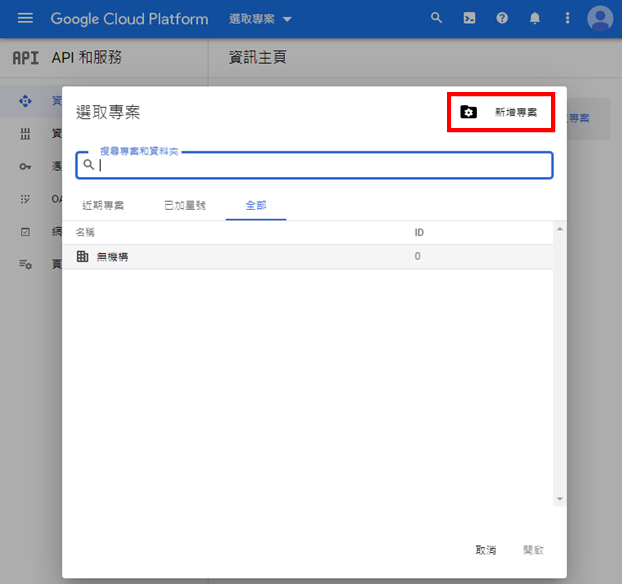 Google Cloud Platform 選取專案
API API 和服務 資訊主頁
選取專案
新增專案
搜尋專案和資料夾
近期專案 已加星號 全部
名稱 ID
無機構 0
取消 開啟